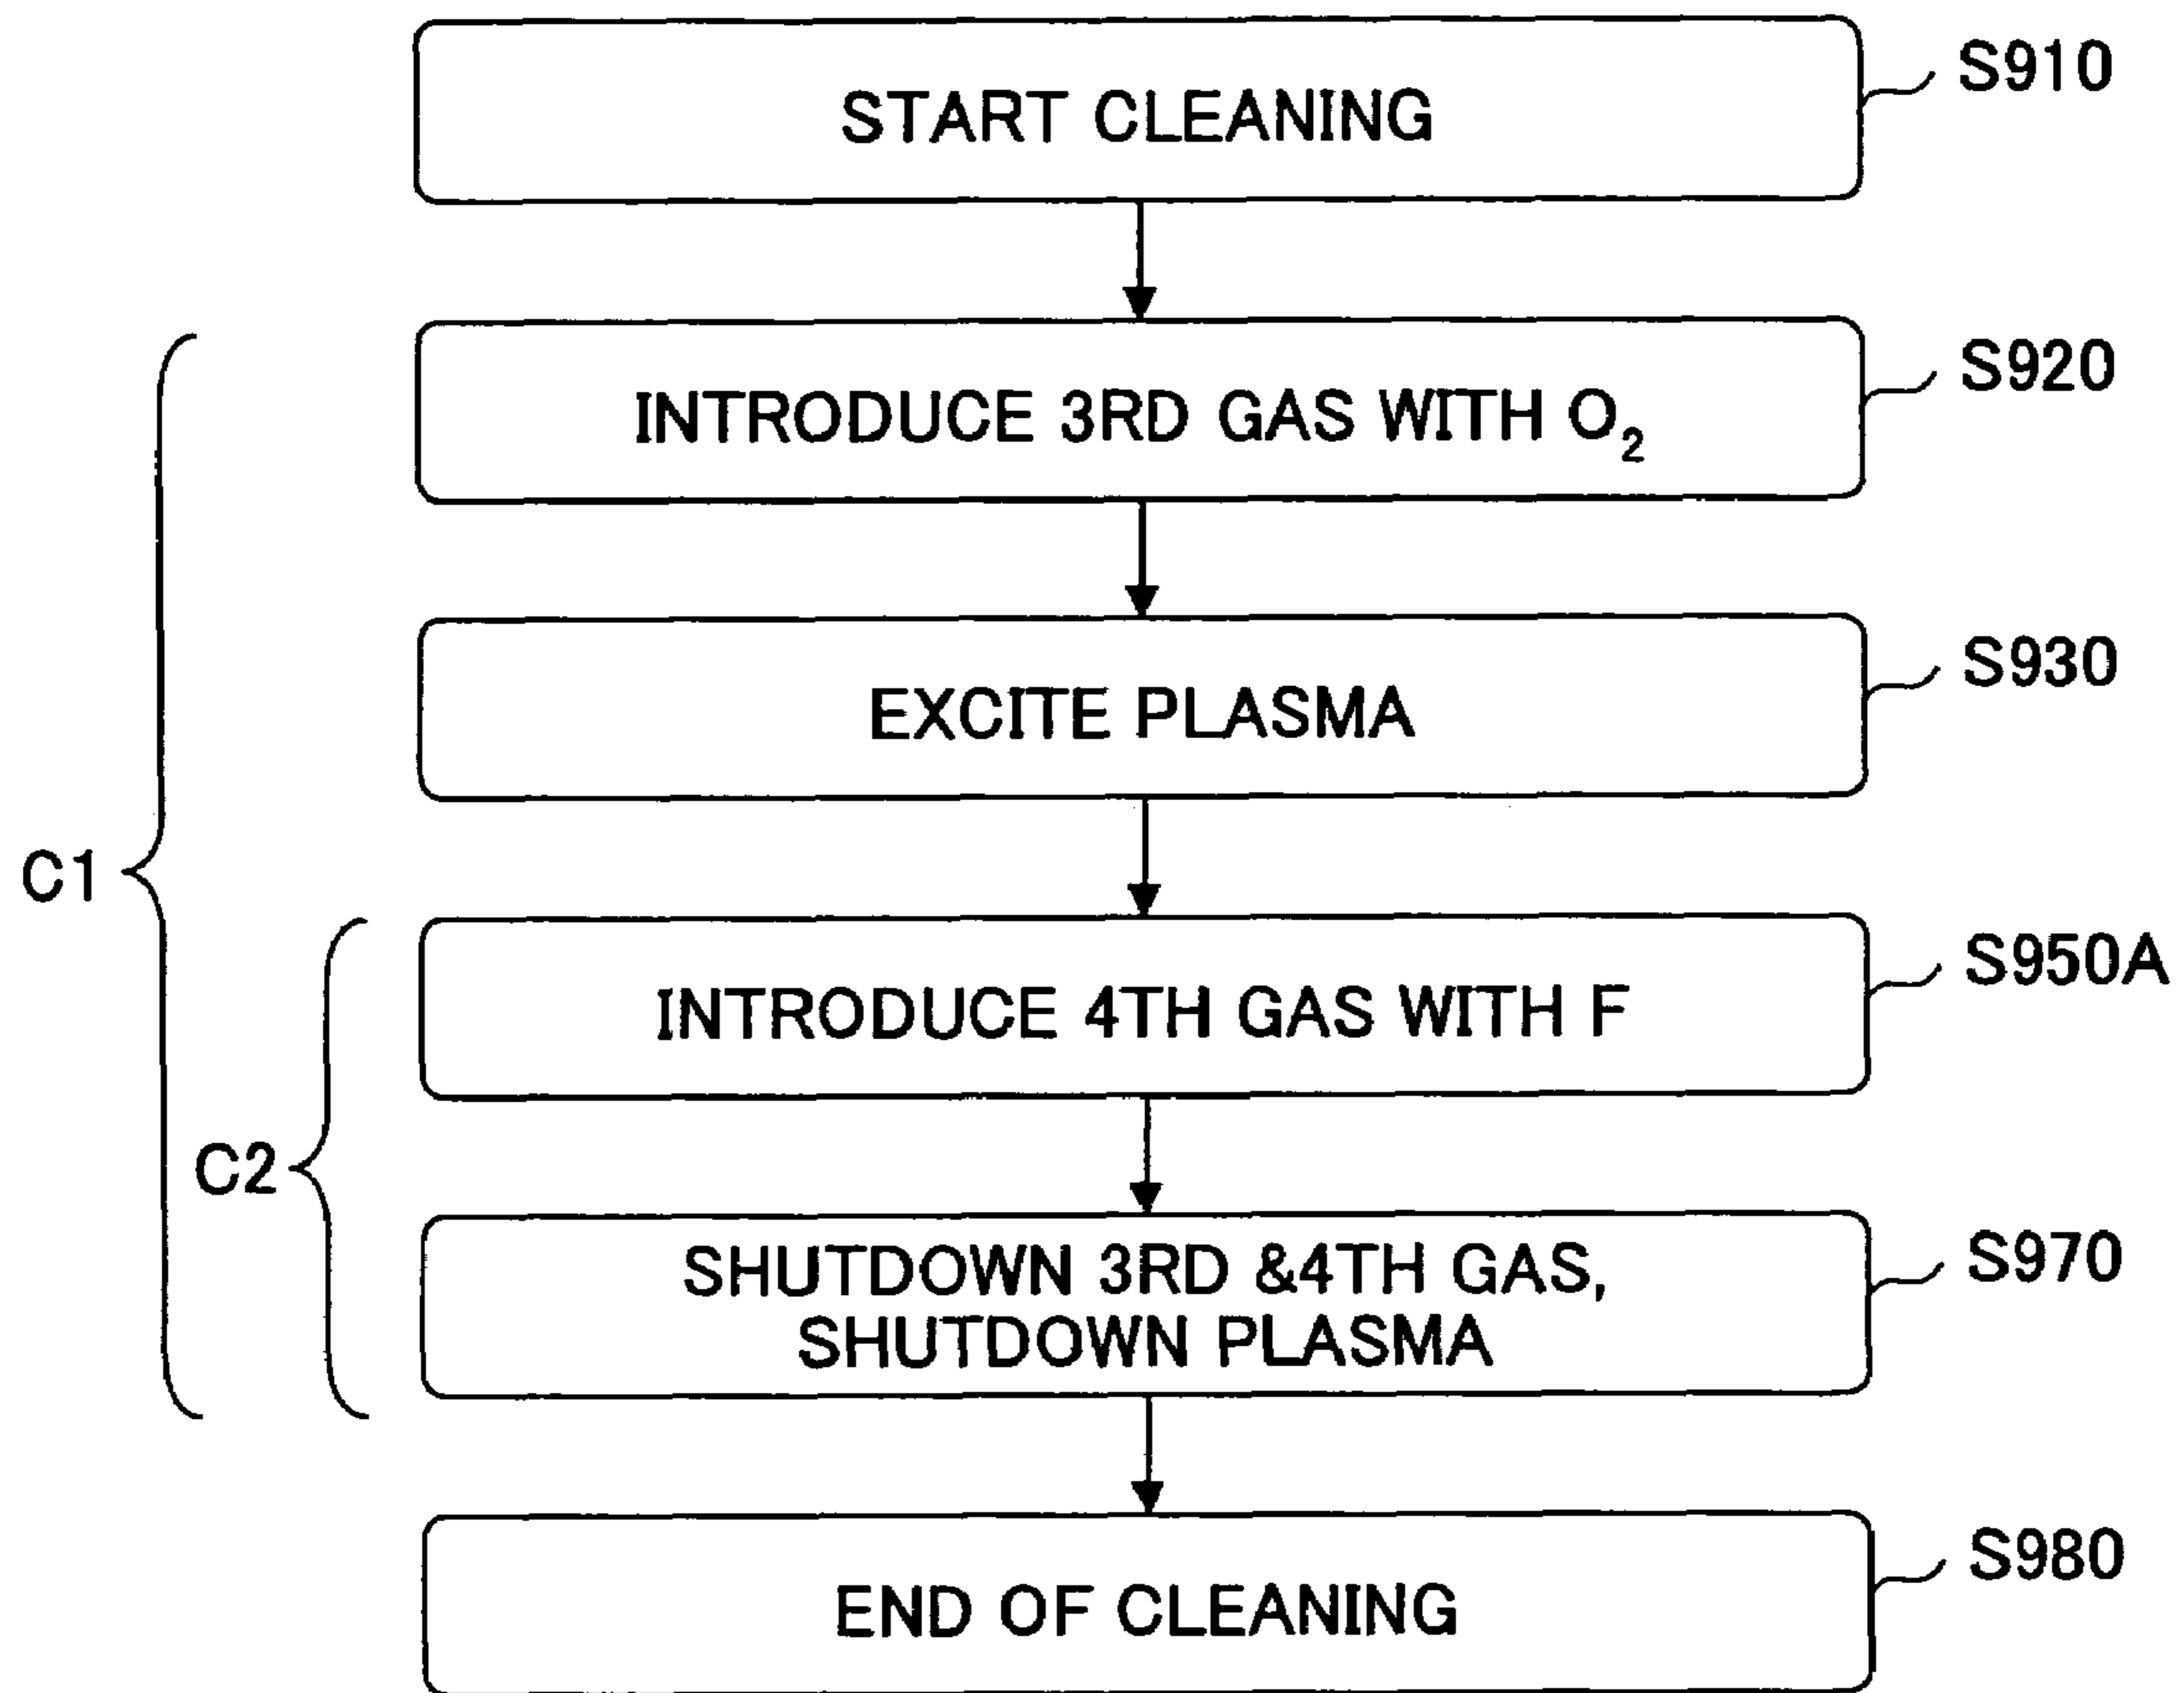 START CLEANING
S910
INTRODUCE 3RD GAS WITH O₂
S920
EXCITE PLASMA
S930
C1
INTRODUCE 4TH GAS WITH F
S950A
C2
SHUTDOWN 3RD &4TH GAS,
SHUTDOWN PLASMA
S970
END OF CLEANING
S980